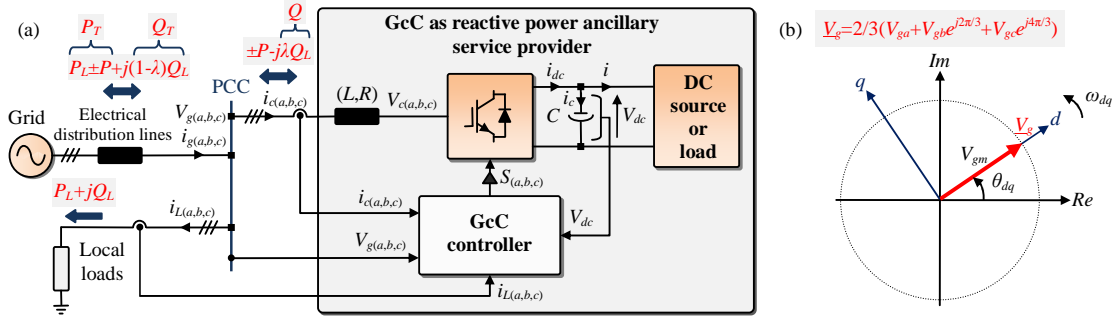 (a)
P_T
Q_T
P_L±P+j(1-λ)Q_L
Q
±P-jλQ_L
GcC as reactive power ancillary
service provider
PCC
Grid
Electrical
distribution lines
V_g(a,b,c)
i_c(a,b,c)
i_g(a,b,c)
(L,R)
V_c(a,b,c)
i_dc
i
i_c
C
V_dc
DC
source
or
load
S_(a,b,c)
P_L+jQ_L
i_L(a,b,c)
Local
loads
i_c(a,b,c)
V_g(a,b,c)
GcC
controller
V_dc
i_L(a,b,c)
(b)
V_g=2/3(V_ga+V_gbe^j2π/3+V_gce^j4π/3)
Im
q
ω_dq
V_g
d
V_gm
θ_dq
Re